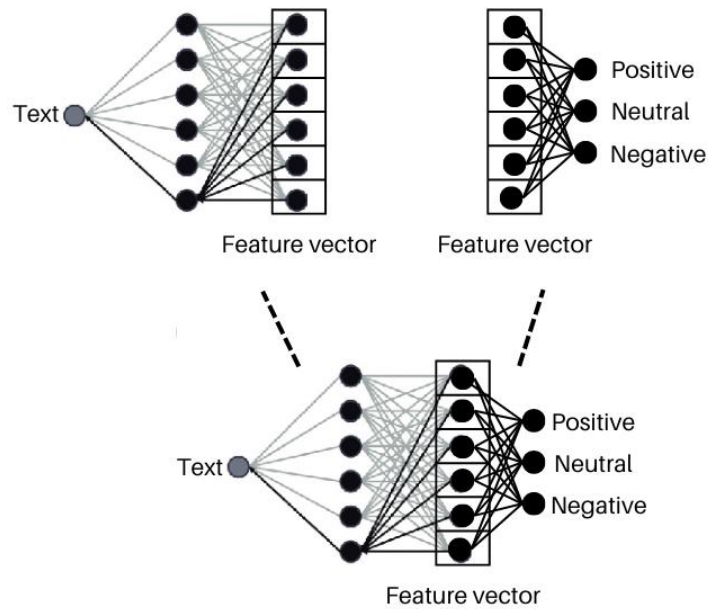 Text
Positive
Neutral
Negative
Feature vector
Feature vector
Text
Positive
Neutral
Negative
Feature vector